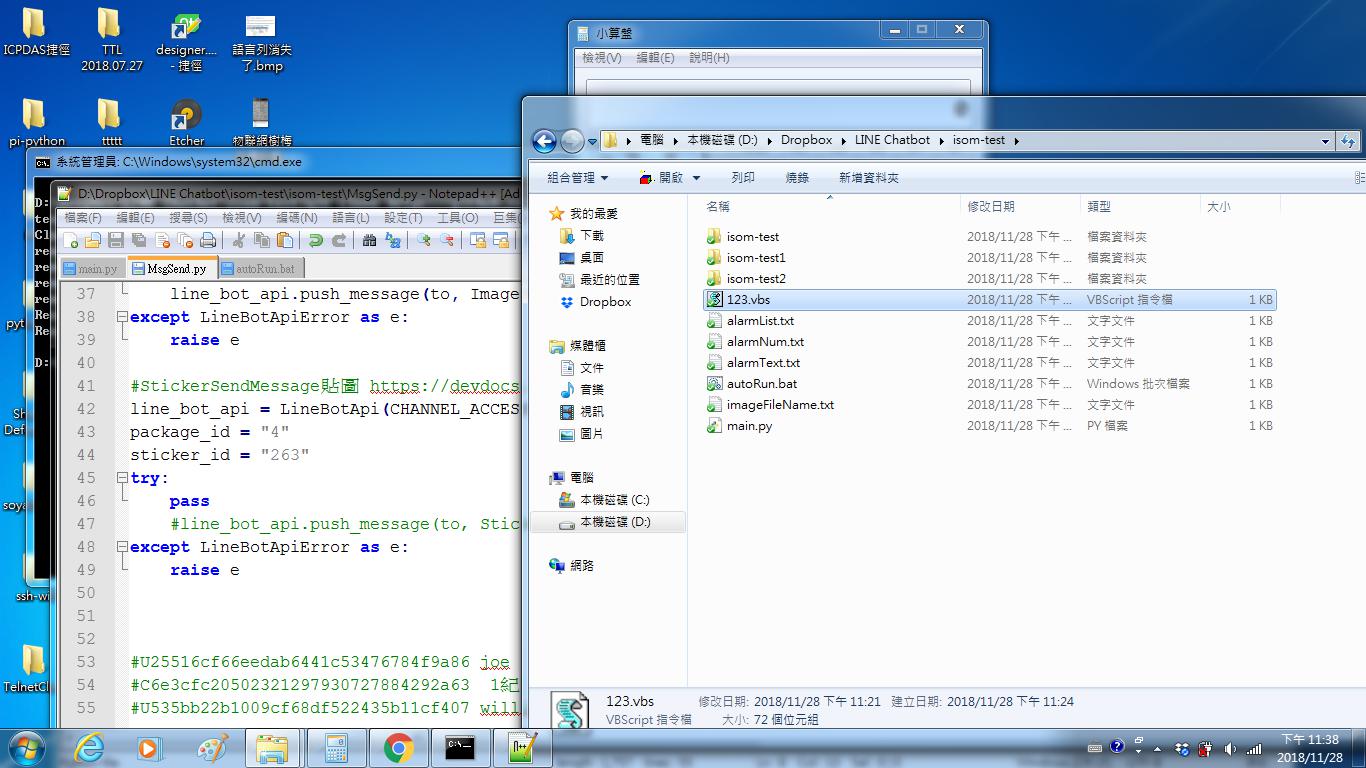 ICPDAS捷徑
TTL
2018.07.27
designer....
- 捷徑
語言列消失
了.bmp
pi-python
ttttt
Etcher
物聯網樹梅
小算盤
檢視(V) 編輯(E) 說明(H)
系統管理員: C:\Windows\system32\cmd.exe
D:\Dropbox\LINE Chatbot\isom-test\isom-test\MsgSend.py - Notepad++ [Ad
檔案(F) 編輯(E) 搜尋(S) 檢視(V) 編碼(N) 語言(L) 設定(T) 工具(O) 巨集(
main.py MsgSend.py autoRun.bat
37 line_bot_api.push_message(to, Image
38 except LineBotApiError as e:
39 raise e
40
41 #StickerSendMessage貼圖 https://devdocs
42 line_bot_api = LineBotApi(CHANNEL_ACCES
43 package_id = "4"
44 sticker_id = "263"
45 try:
46 pass
47 #line_bot_api.push_message(to, Stic
48 except LineBotApiError as e:
49 raise e
50
51
52
53 #U25516cf66eedab6441c53476784f9a86 joe
54 #C6e3cfc20502321297930727884292a63 1紀
55 #U535bb22b1009cf68df522435b11cf407 will
D:
te
Cl
re
re
re
Re
Re
D:
pyt
Sh
Def
soya
ssh-wi
TelnetCl
電腦 本機磁碟 (D:) Dropbox LINE Chatbot isom-test
組合管理 開啟 列印 燒錄 新增資料夾
我的最愛
下載
桌面
最近的位置
Dropbox
媒體櫃
文件
音樂
視訊
圖片
電腦
本機磁碟 (C:)
本機磁碟 (D:)
網路
名稱 修改日期 類型 大小
isom-test 2018/11/28 下午 ... 檔案資料夾
isom-test1 2018/11/28 下午 ... 檔案資料夾
isom-test2 2018/11/28 下午 ... 檔案資料夾
123.vbs 2018/11/28 下午 ... VBScript 指令檔 1 KB
alarmList.txt 2018/11/28 下午 ... 文字文件 1 KB
alarmNum.txt 2018/11/28 下午 ... 文字文件 1 KB
alarmText.txt 2018/11/28 下午 ... 文字文件 1 KB
autoRun.bat 2018/11/28 下午 ... Windows 批次檔案 1 KB
imageFileName.txt 2018/11/28 下午 ... 文字文件 1 KB
main.py 2018/11/28 下午 ... PY 檔案 1 KB
123.vbs 修改日期: 2018/11/28 下午 11:21 建立日期: 2018/11/28 下午 11:24
VBScript 指令檔 大小: 72 個位元組
下午 11:38
2018/11/28